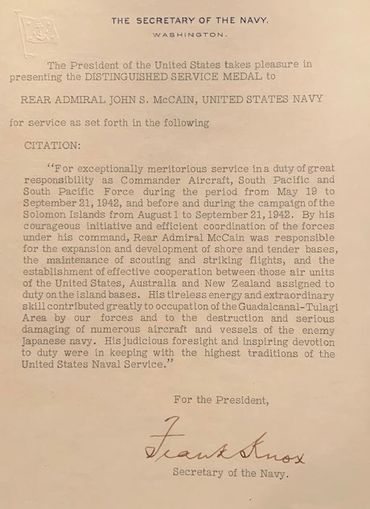 THE SECRETARY OF THE NAVY.
WASHINGTON.
The President of the United States takes pleasure in
presenting the DISTINGUISHED SERVICE MEDAL to
REAR ADMIRAL JOHN S. McCAIN, UNITED STATES NAVY
for service as set forth in the following
CITATION:
"For exceptionally meritorious service in a duty of great
responsibility as Commander Aircraft, South Pacific and
South Pacific Force during the period from May 19 to
September 21, 1942, and before and during the campaign of the
Solomon Islands from August 1 to September 21, 1942. By his
courageous initiative and efficient coordination of the forces
under his command, Rear Admiral McCain was responsible
for the expansion and development of shore and tender bases,
the maintenance of scouting and striking flights, and the
establishment of effective cooperation between those air units
of the United States, Australia and New Zealand assigned to
duty on the island bases. His tireless energy and extraordinary
skill contributed greatly to occupation of the Guadalcanal-Tulagi
Area by our forces and to the destruction and serious
damaging of numerous aircraft and vessels of the enemy
Japanese navy. His judicious foresight and inspiring devotion
to duty were in keeping with the highest traditions of the
United States Naval Service."
For the President,
Frank Knox
Secretary of the Navy.